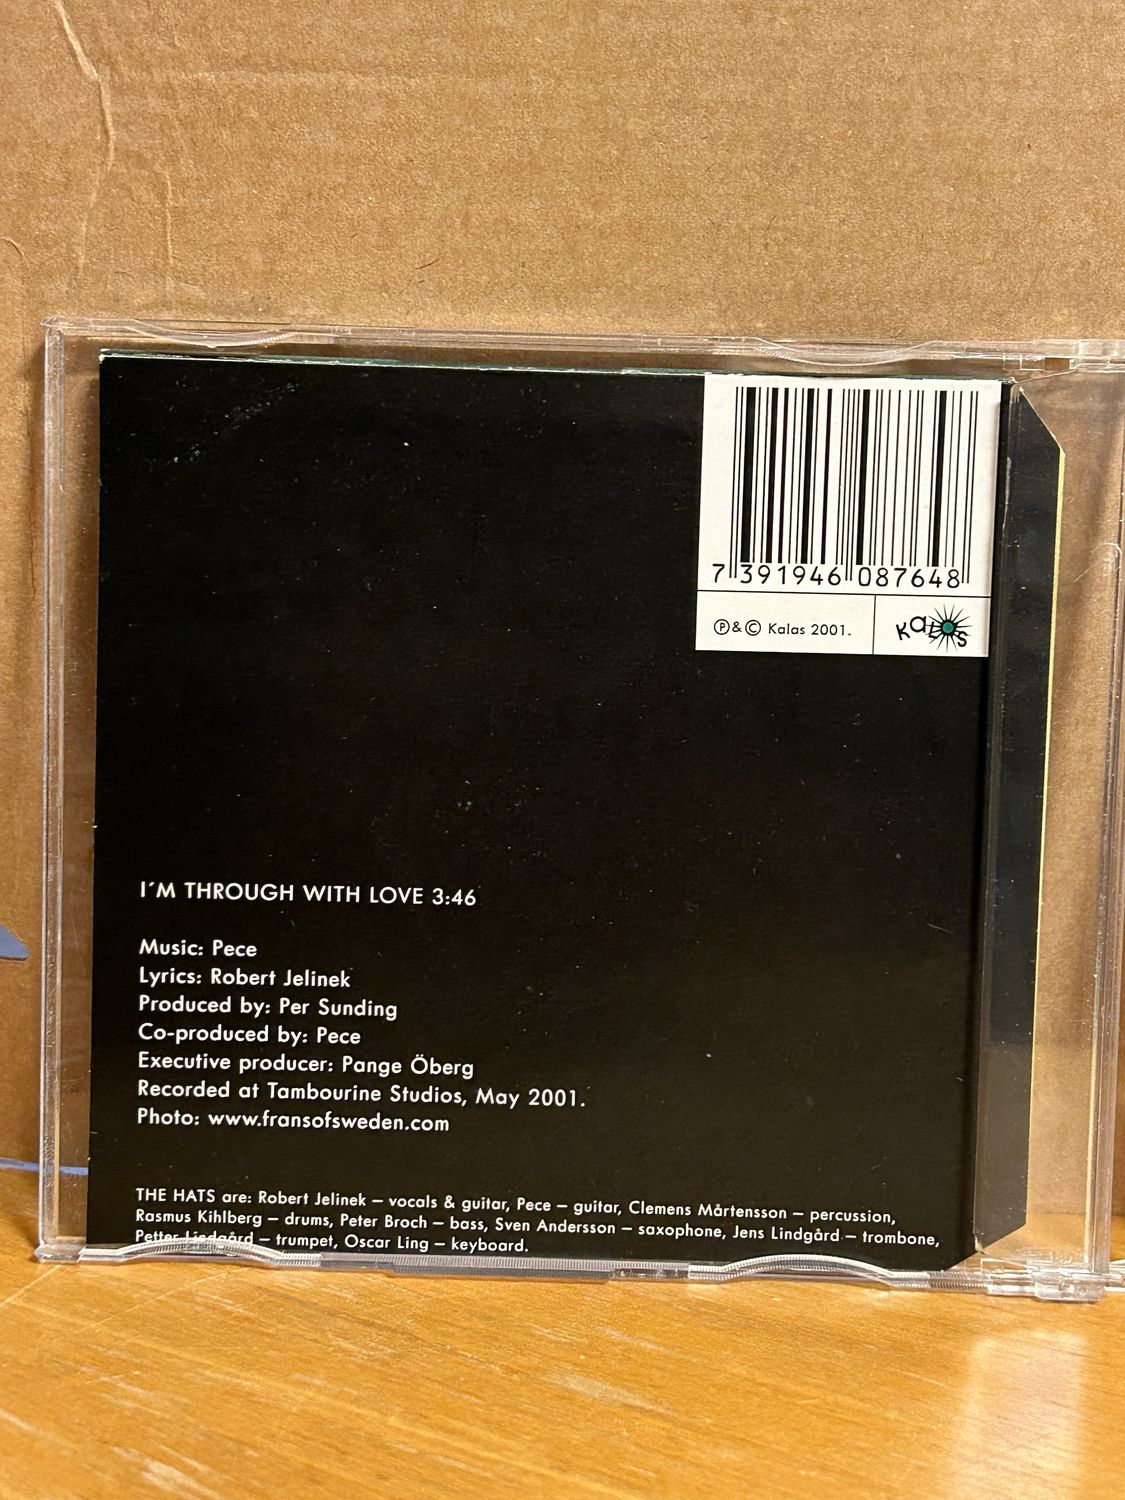 7 391946 087648
Ⓟ&© Kalas 2001.
KaLoS
I´M THROUGH WITH LOVE 3:46
Music: Pece
Lyrics: Robert Jelinek
Produced by: Per Sunding
Co-produced by: Pece
Executive producer: Pange Öberg
Recorded at Tambourine Studios, May 2001.
Photo: www.fransofsweden.com
THE HATS are: Robert Jelinek – vocals & guitar, Pece – guitar, Clemens Mårtensson – percussion,
Rasmus Kihlberg – drums, Peter Broch – bass, Sven Andersson – saxophone, Jens Lindgård – trombone,
Petter Lindgård – trumpet, Oscar Ling – keyboard.